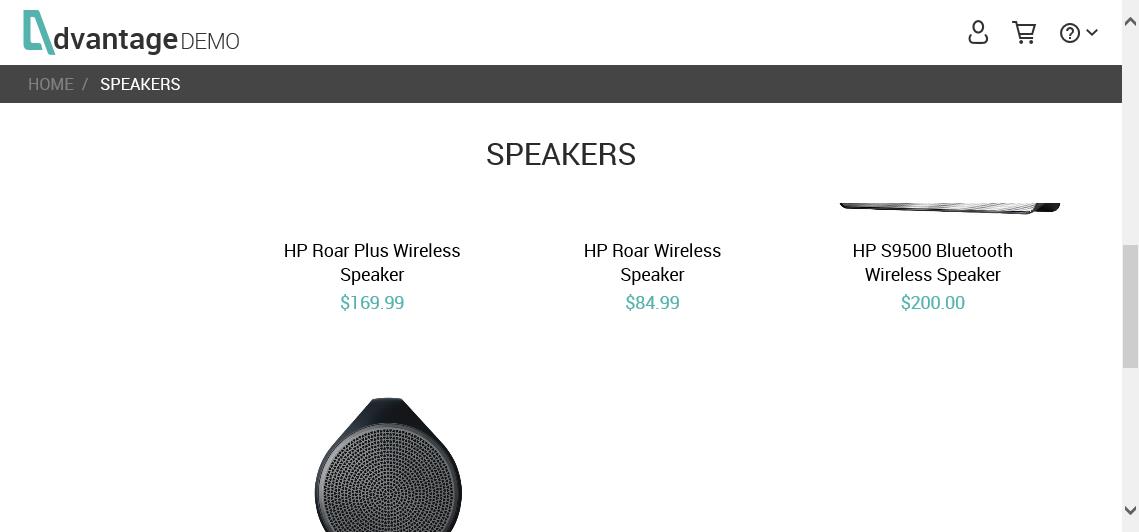 dvantage DEMO
HOME / SPEAKERS
SPEAKERS
HP Roar Plus Wireless
Speaker
$169.99
HP Roar Wireless
Speaker
$84.99
HP S9500 Bluetooth
Wireless Speaker
$200.00